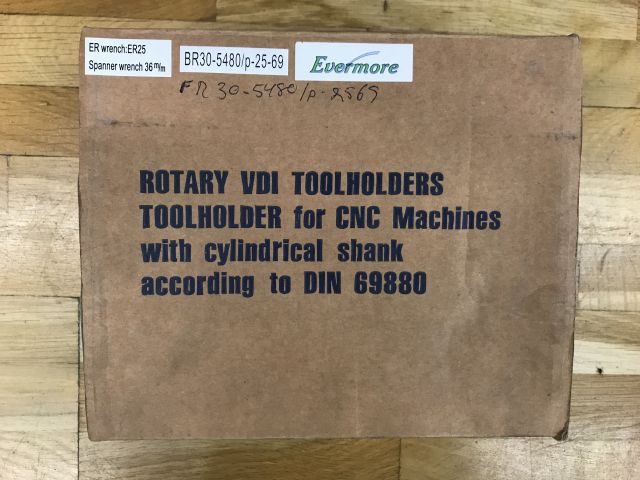 ER wrench:ER25
Spanner wrench 36 m/m
BR30-5480/p-25-69
Evermore
FR 30-5480/p-2569
ROTARY VDI TOOLHOLDERS
TOOLHOLDER for CNC Machines
with cylindrical shank
according to DIN 69880